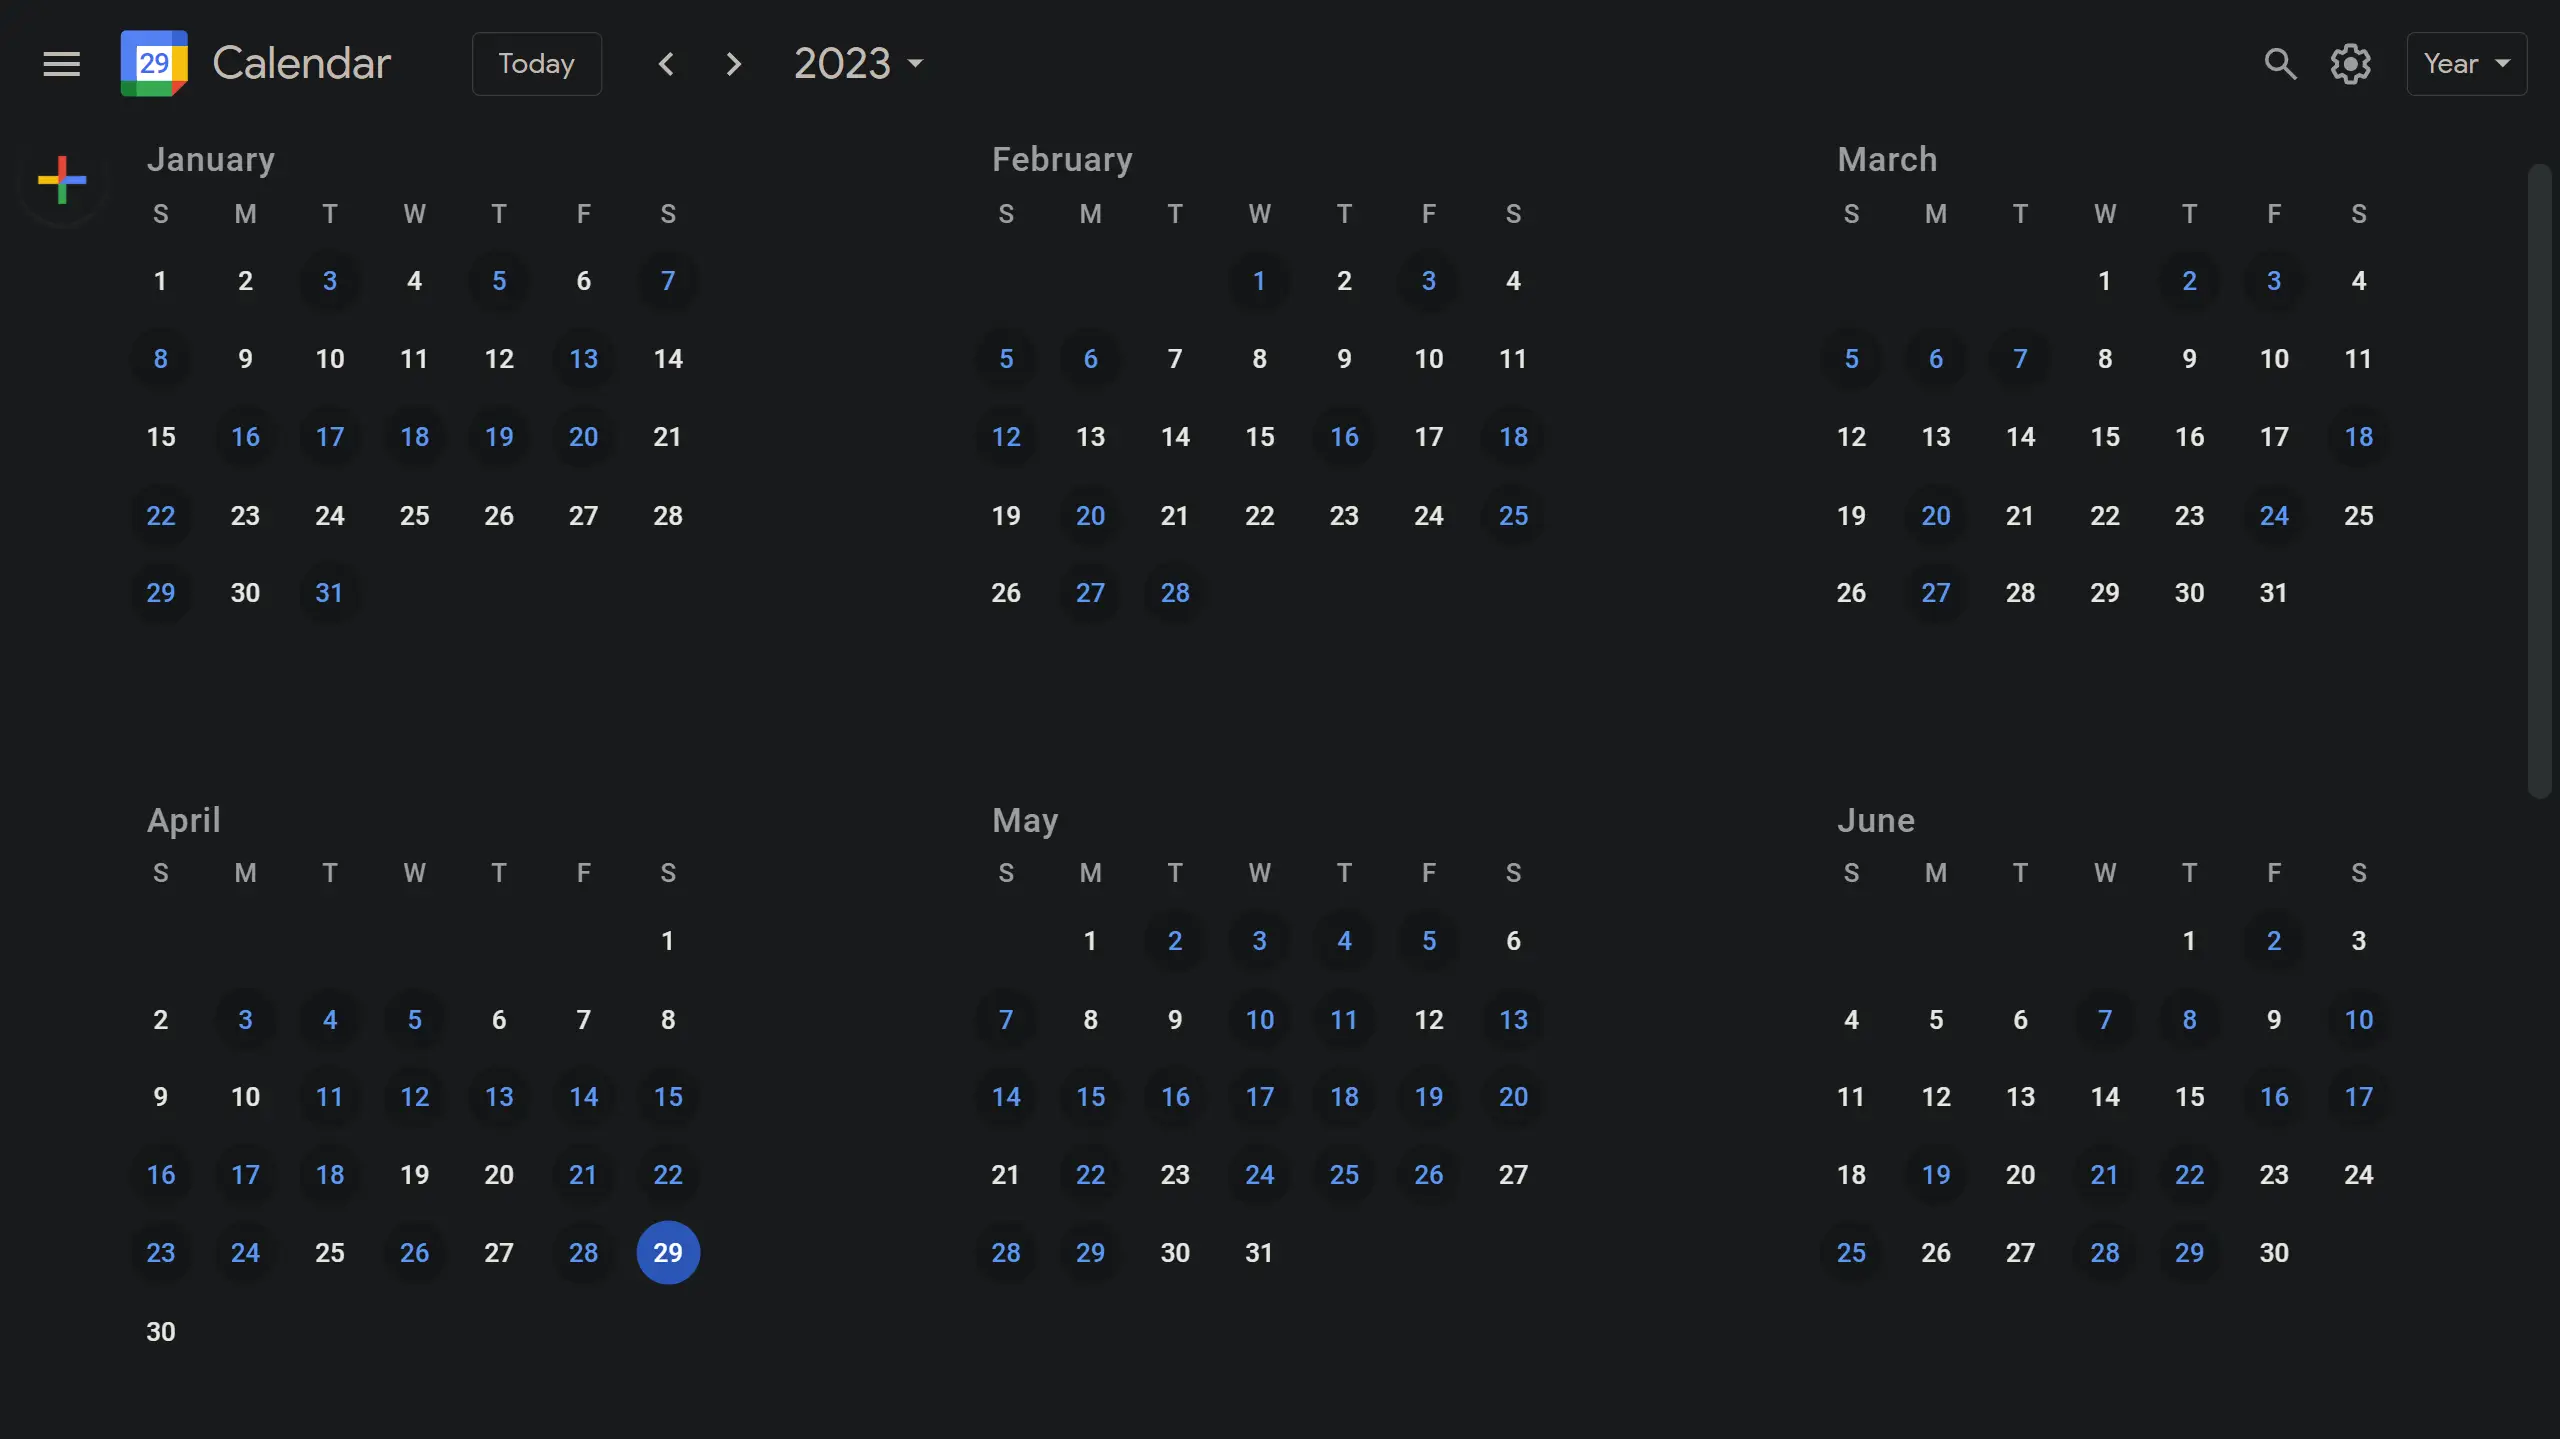 29 Calendar Today 2023 Year
January
S M T W T F S
1 2 3 4 5 6 7
8 9 10 11 12 13 14
15 16 17 18 19 20 21
22 23 24 25 26 27 28
29 30 31
February
S M T W T F S
1 2 3 4
5 6 7 8 9 10 11
12 13 14 15 16 17 18
19 20 21 22 23 24 25
26 27 28
March
S M T W T F S
1 2 3 4
5 6 7 8 9 10 11
12 13 14 15 16 17 18
19 20 21 22 23 24 25
26 27 28 29 30 31
April
S M T W T F S
1
2 3 4 5 6 7 8
9 10 11 12 13 14 15
16 17 18 19 20 21 22
23 24 25 26 27 28 29
30
May
S M T W T F S
1 2 3 4 5 6
7 8 9 10 11 12 13
14 15 16 17 18 19 20
21 22 23 24 25 26 27
28 29 30 31
June
S M T W T F S
1 2 3
4 5 6 7 8 9 10
11 12 13 14 15 16 17
18 19 20 21 22 23 24
25 26 27 28 29 30